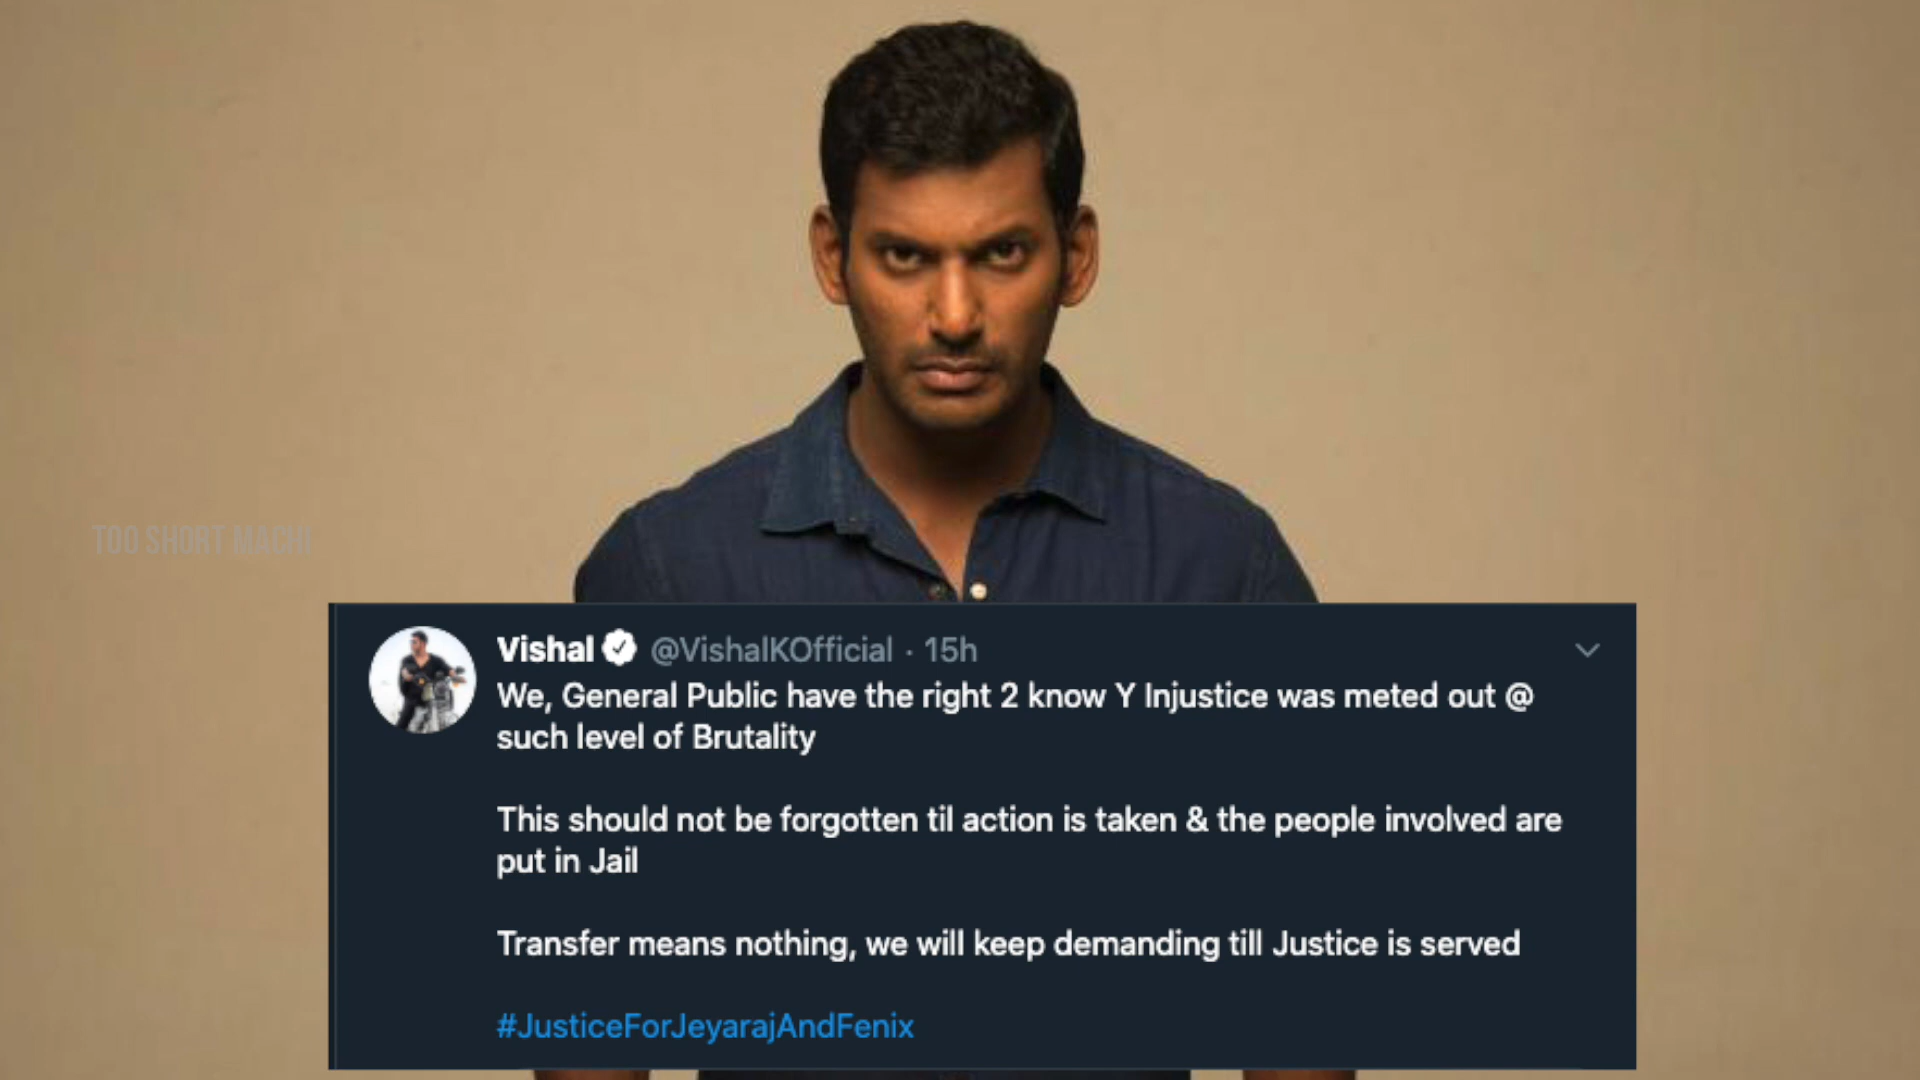 TOO SHORT MACHI
Vishal @VishalKOfficial · 15h
We, General Public have the right 2 know Y Injustice was meted out @
such level of Brutality
This should not be forgotten til action is taken & the people involved are
put in Jail
Transfer means nothing, we will keep demanding till Justice is served
#JusticeForJeyarajAndFenix